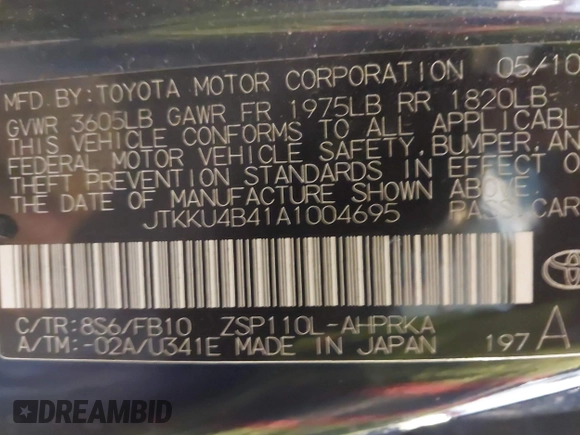 MFD.BY:TOYOTA MOTOR CORPORATION 05/10
GVWR 3605LB GAWR FR 1975LB RR 1820LB
THIS VEHICLE CONFORMS TO ALL APPLICABL
FEDERAL MOTOR VEHICLE SAFETY,BUMPER,AN
THEFT PREVENTION STANDARDS IN EFFECT O
THE DATE OF MANUFACTURE SHOWN ABOVE.
JTKKU4B41A1004695 PASS.CAR
C/TR:8S6/FB10 ZSP110L-AHPRKA
A/TM:-02A/U341E MADE IN JAPAN 197 A
DREAMBID